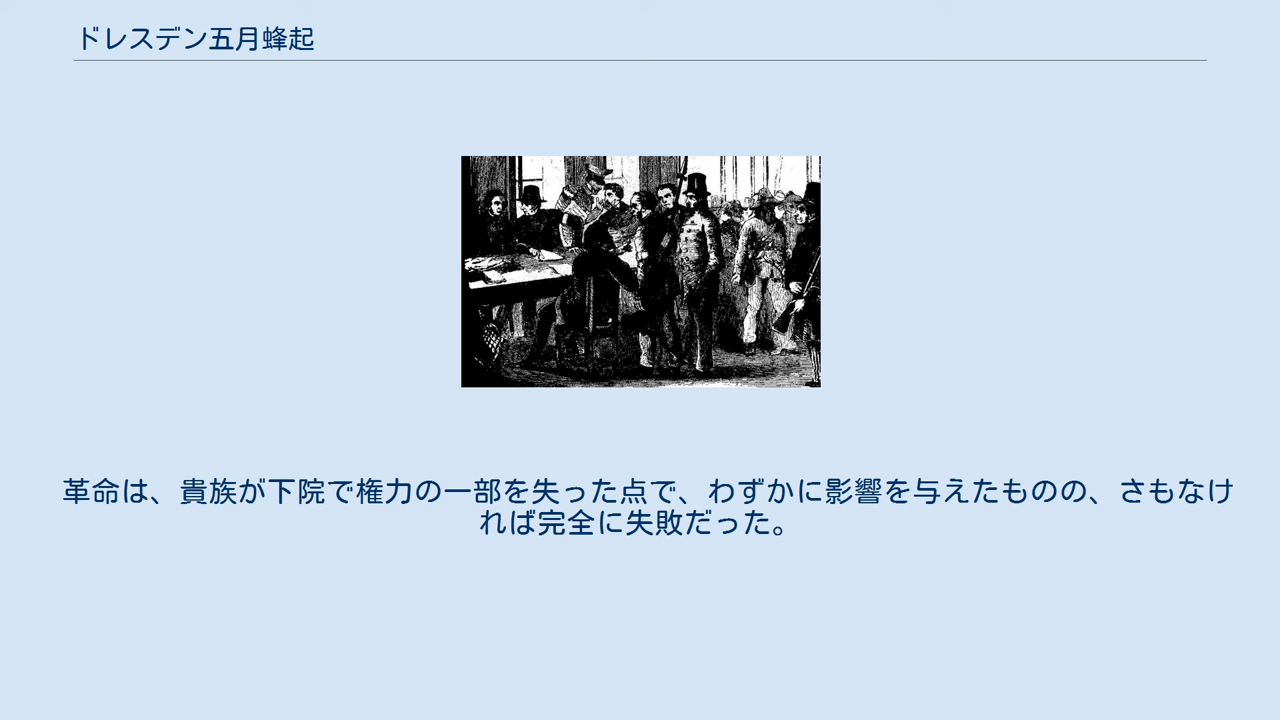 ドレスデン五月蜂起
革命は、貴族が下院で権力の一部を失った点で、わずかに影響を与えたものの、さもなけ
れば完全に失敗だった。